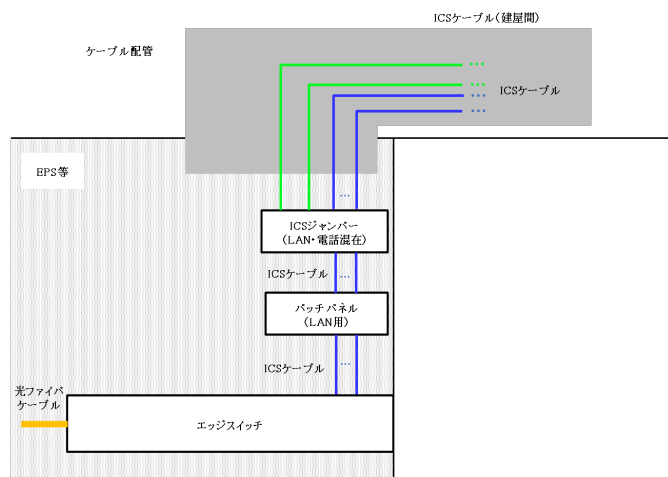 ICSケーブル(建屋間)
ケーブル配管
ICSケーブル
EPS等
ICSジャンパー
(LAN・電話混在)
ICSケーブル
パッチパネル
(LAN用)
ICSケーブル
光ファイバ
ケーブル
エッジスイッチ